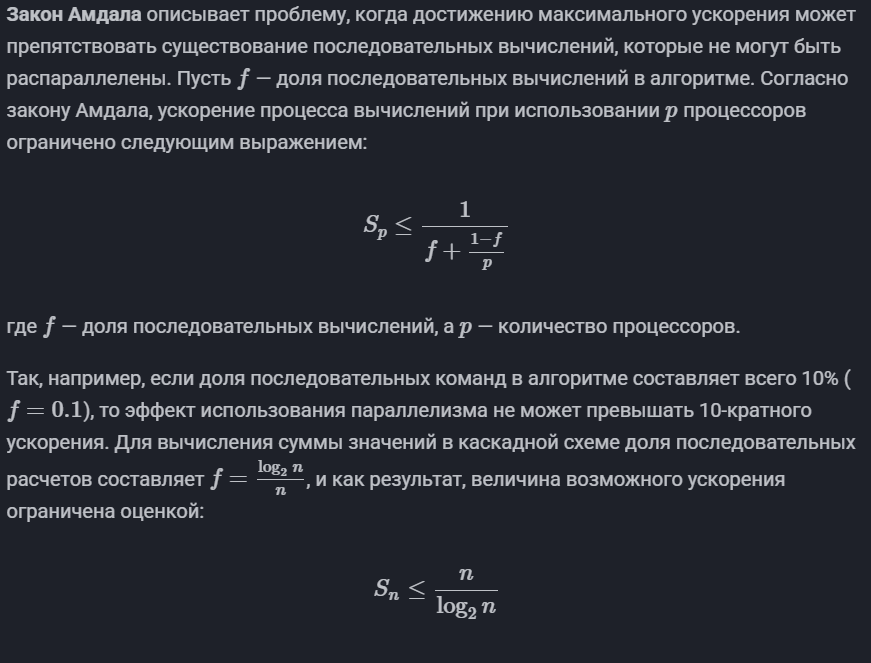 Закон Амдала описывает проблему, когда достижению максимального ускорения может
препятствовать существование последовательных вычислений, которые не могут быть
распараллелены. Пусть f — доля последовательных вычислений в алгоритме. Согласно
закону Амдала, ускорение процесса вычислений при использовании p процессоров
ограничено следующим выражением:
S_p ≤ \frac{1}{f + \frac{1-f}{p}}
где f — доля последовательных вычислений, а p — количество процессоров.
Так, например, если доля последовательных команд в алгоритме составляет всего 10% (
f = 0.1), то эффект использования параллелизма не может превышать 10-кратного
ускорения. Для вычисления суммы значений в каскадной схеме доля последовательных
расчетов составляет f = \frac{\log_2 n}{n}, и как результат, величина возможного ускорения
ограничена оценкой:
S_n ≤ \frac{n}{\log_2 n}